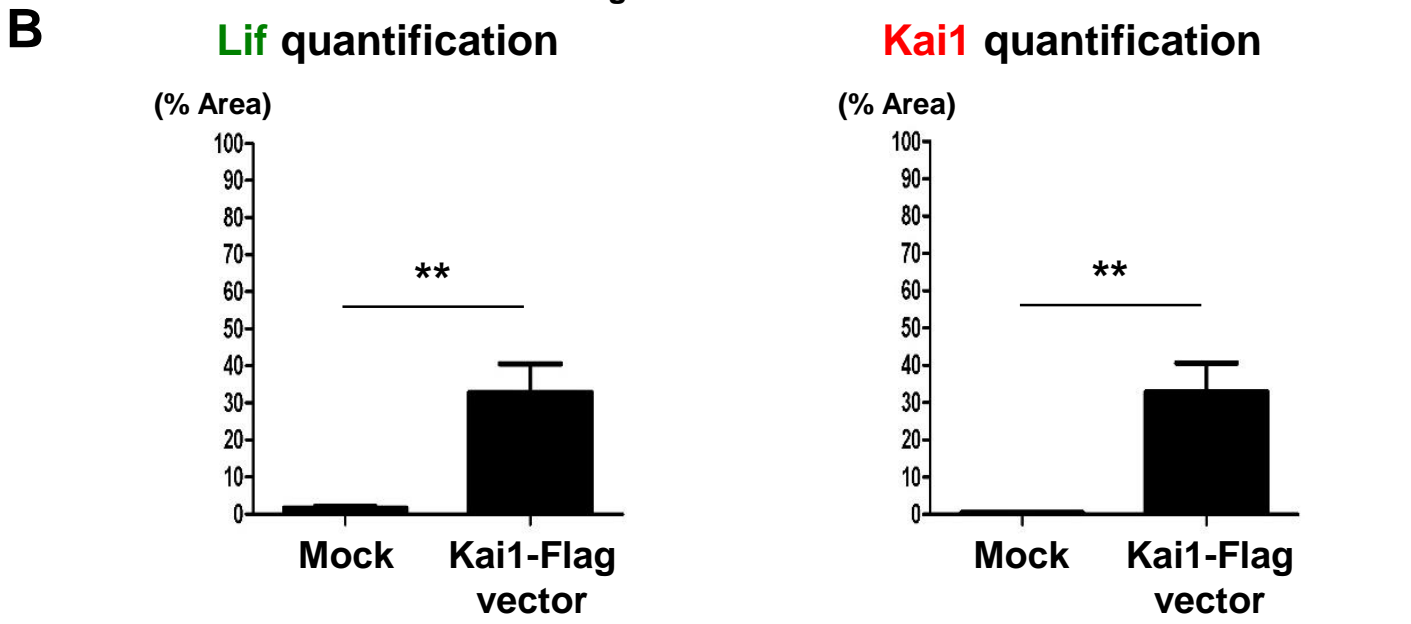 g
B
Lif quantification
(% Area)
100
90
80
70
60
50
40
30
20
10
0
**
Mock
Kai1-Flag
vector
Kai1 quantification
(% Area)
100
90
80
70
60
50
40
30
20
10
0
**
Mock
Kai1-Flag
vector